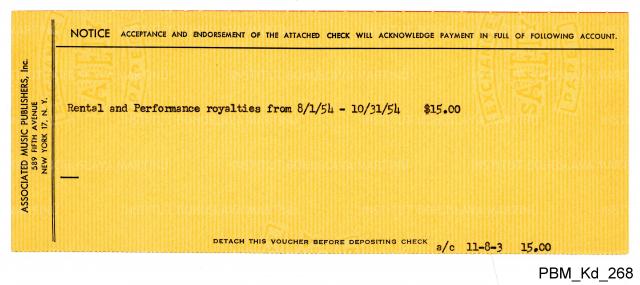 NOTICE ACCEPTANCE AND ENDORSEMENT OF THE ATTACHED CHECK WILL ACKNOWLEDGE PAYMENT IN FULL OF FOLLOWING ACCOUNT.
ASSOCIATED MUSIC PUBLISHERS, Inc.
589 FIFTH AVENUE
NEW YORK 17, N. Y.
Rental and Performance royalties from 8/1/54 - 10/31/54 $15.00
DETACH THIS VOUCHER BEFORE DEPOSITING CHECK
a/c 11-8-3 15.00
PBM_Kd_268